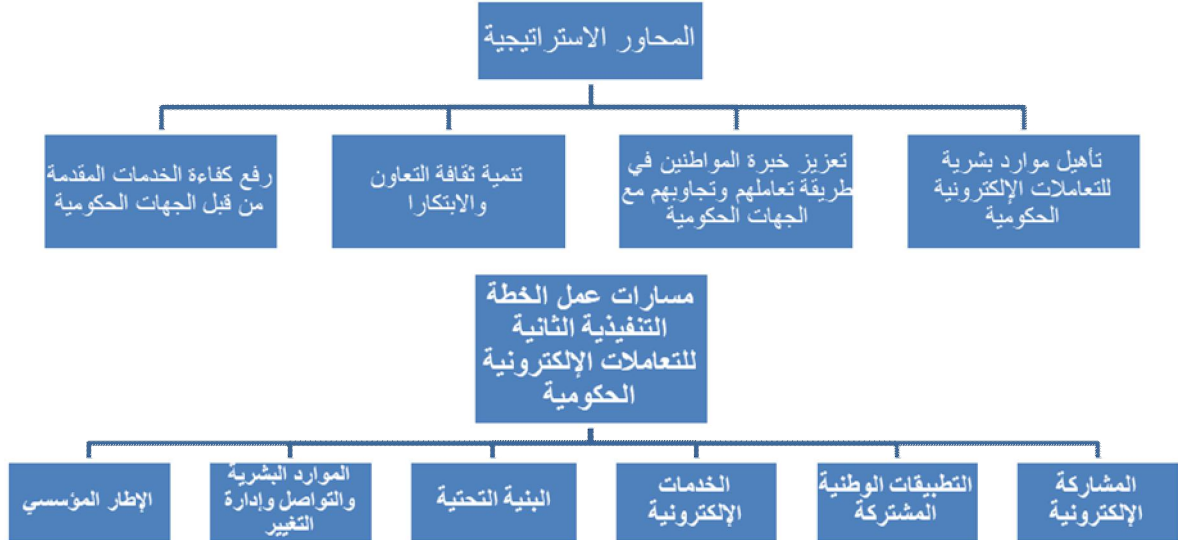 المحاور الاستراتيجية
تأهيل موارد بشرية
للتعاملات الإلكترونية
الحكومية
تعزيز خبرة المواطنين في
طريقة تعاملهم وتجاوبهم مع
الجهات الحكومية
تنمية ثقافة التعاون
والابتكارا
رفع كفاءة الخدمات المقدمة
من قبل الجهات الحكومية
مسارات عمل الخطة
التنفيذية الثانية
للتعاملات الإلكترونية
الحكومية
المشاركة
الإلكترونية
التطبيقات الوطنية
المشتركة
الخدمات
الإلكترونية
البنية التحتية
الموارد البشرية
والتواصل وإدارة
التغيير
الإطار المؤسسي